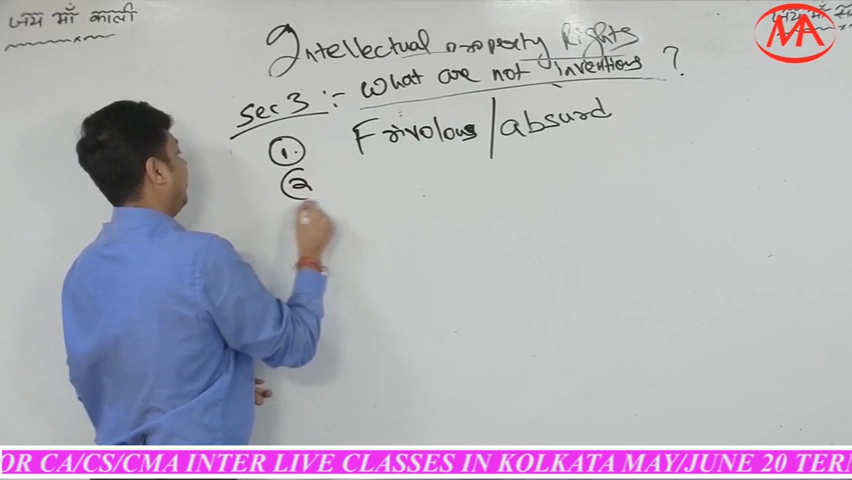 जय माँ काली
जय माँ
MA
Intellectual property Rights
Sec 3 :- What are not inventions ?
① Frivolous / absurd
②
OR CA/CS/CMA INTER LIVE CLASSES IN KOLKATA MAY/JUNE 20 TER